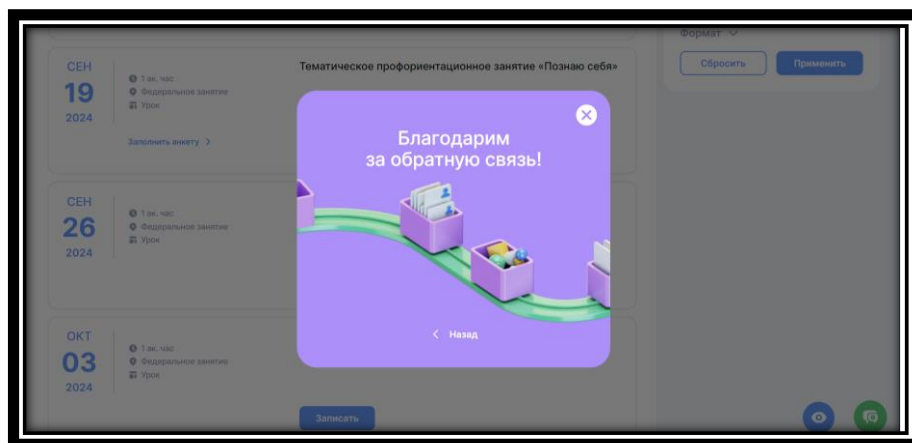 Формат
Сбросить
Применить
СЕН
19
2024
1 ак. час
Федеральное занятие
Урок
Заполнить анкету
Тематическое профориентационное занятие «Познаю себя»
Благодарим
за обратную связь!
Назад
СЕН
26
2024
1 ак. час
Федеральное занятие
Урок
ОКТ
03
2024
1 ак. час
Федеральное занятие
Урок
Записать